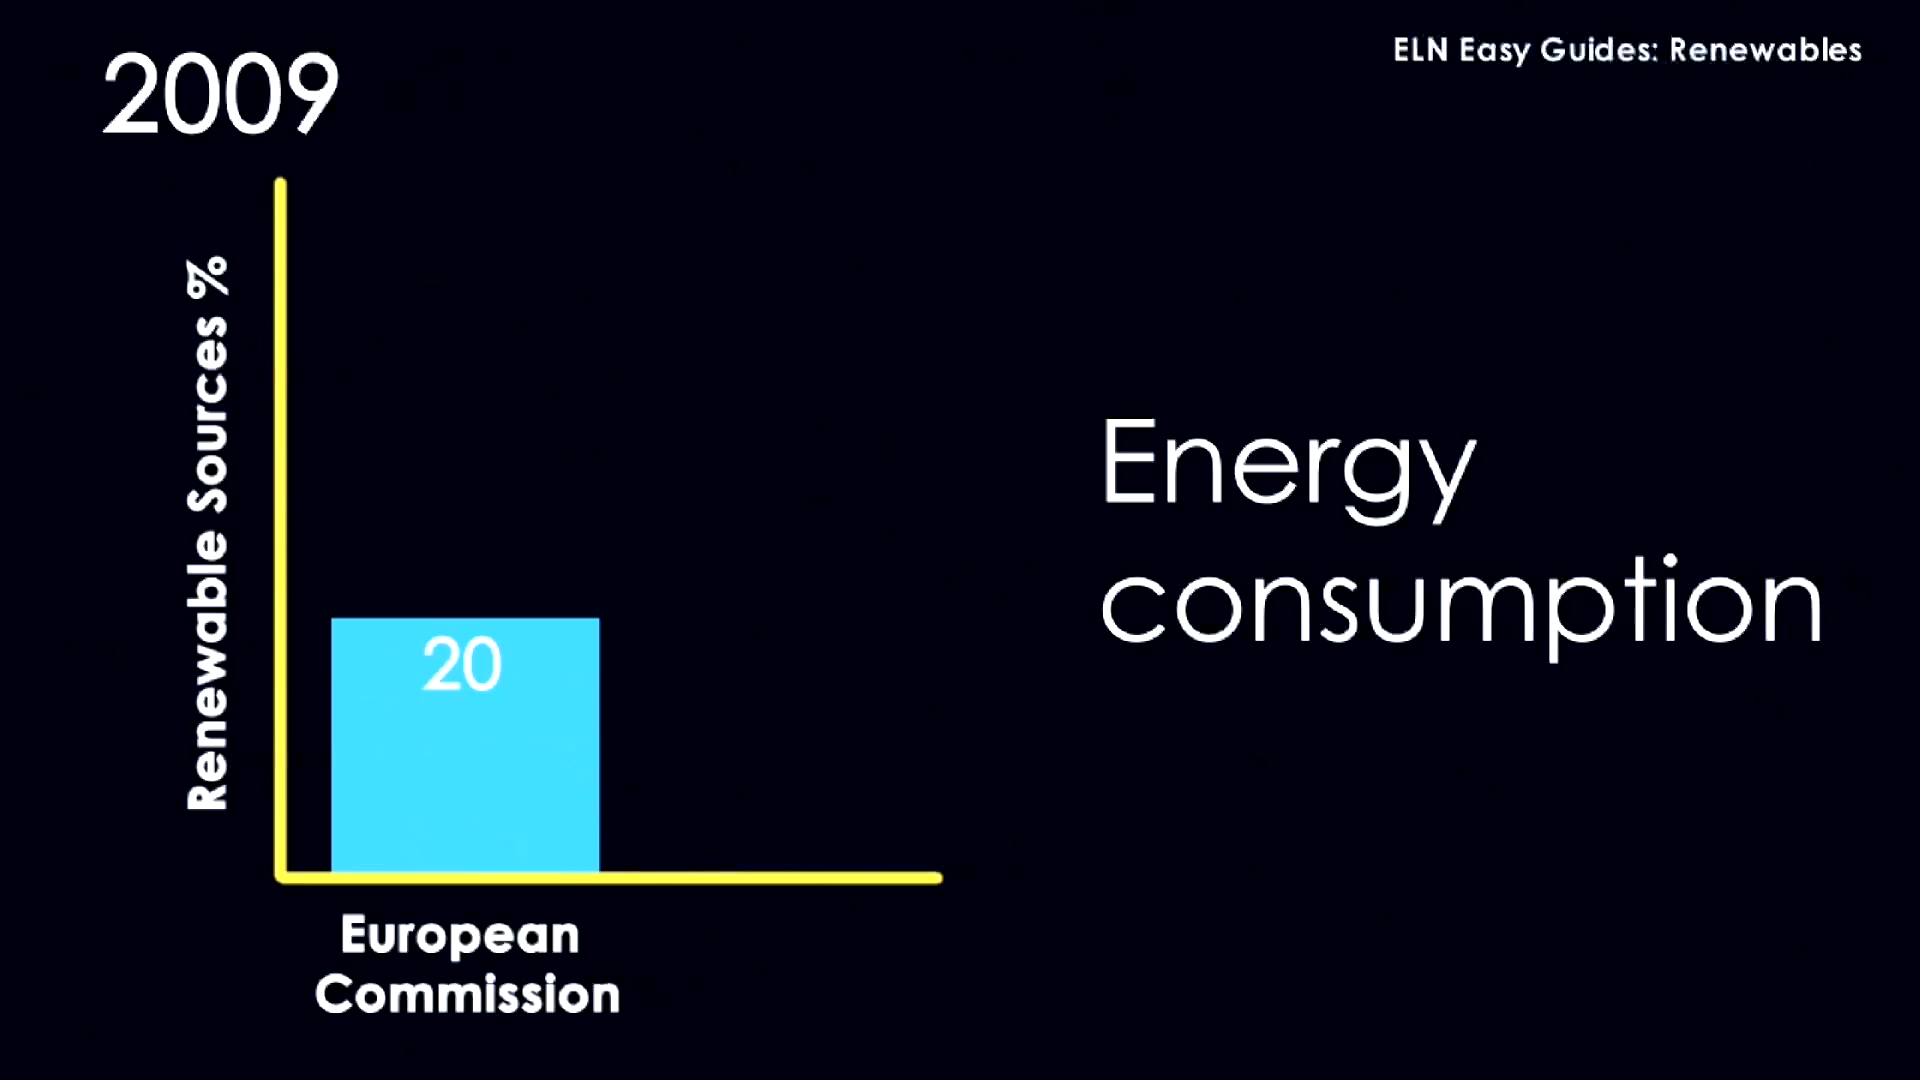 2009
ELN Easy Guides: Renewables
Renewable Sources %
20
Energy
consumption
European
Commission